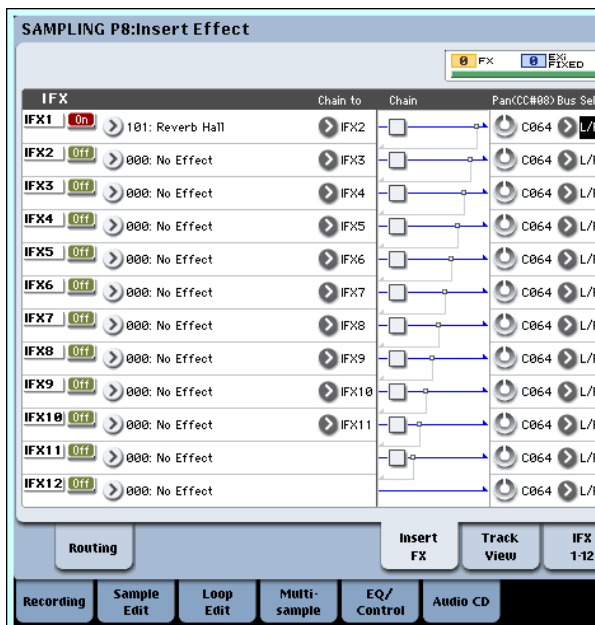 SAMPLING P8:Insert Effect
0 FX 0 EXi FIXED
IFX Chain to Chain Pan(CC#08) Bus Sel
IFX1 On 101: Reverb Hall IFX2 C064
IFX2 Off 000: No Effect IFX3 C064
IFX3 Off 000: No Effect IFX4 C064
IFX4 Off 000: No Effect IFX5 C064
IFX5 Off 000: No Effect IFX6 C064
IFX6 Off 000: No Effect IFX7 C064
IFX7 Off 000: No Effect IFX8 C064
IFX8 Off 000: No Effect IFX9 C064
IFX9 Off 000: No Effect IFX10 C064
IFX10 Off 000: No Effect IFX11 C064
IFX11 Off 000: No Effect C064
IFX12 Off 000: No Effect C064
Routing
Insert FX
Track View
IFX 1-12
Recording
Sample Edit
Loop Edit
Multi-sample
EQ/ Control
Audio CD